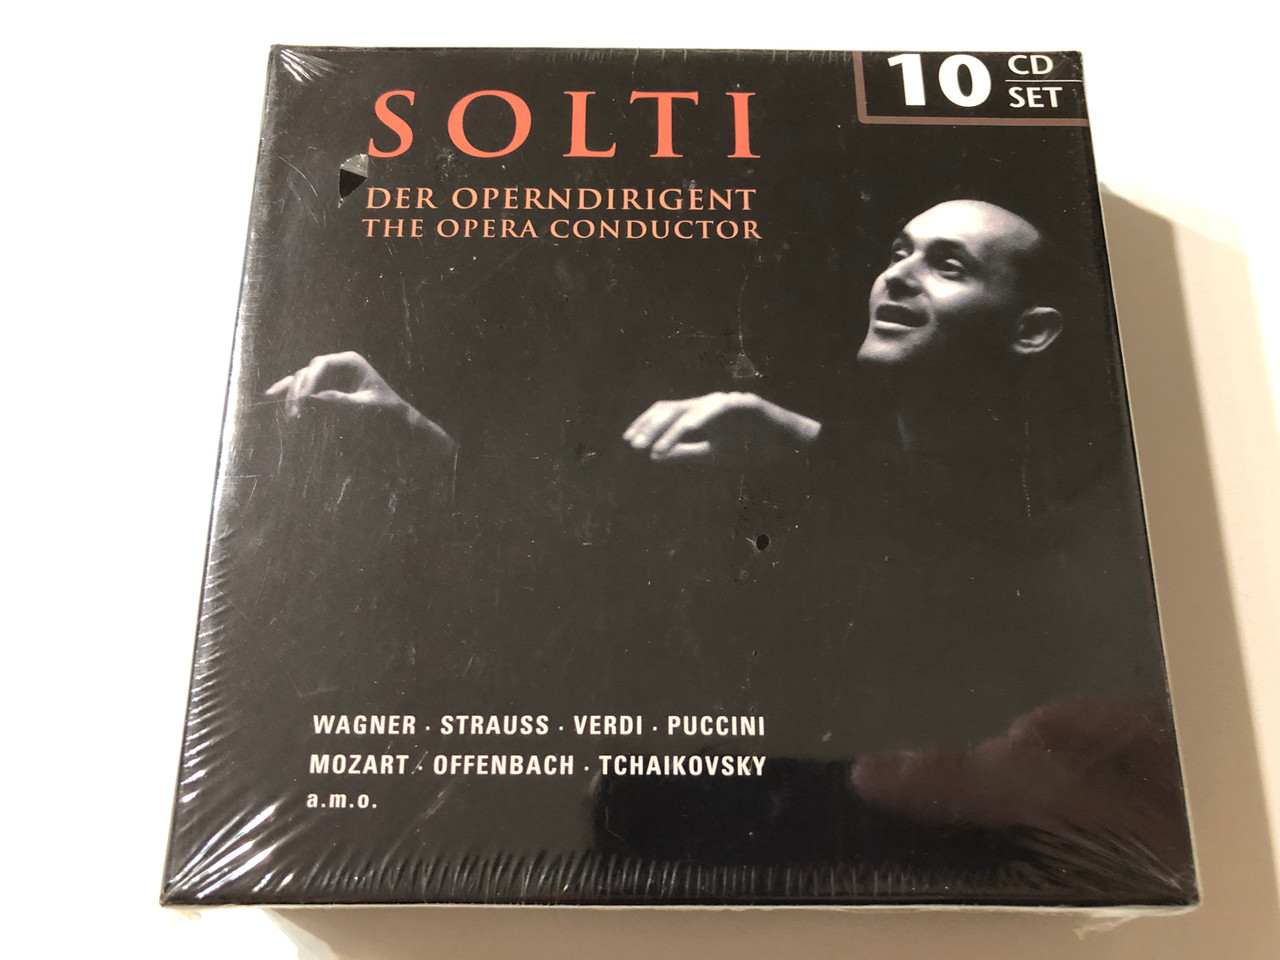 10 CD
SET
SOLTI
DER OPERNDIRIGENT
THE OPERA CONDUCTOR
WAGNER · STRAUSS · VERDI · PUCCINI
MOZART · OFFENBACH · TCHAIKOVSKY
a.m.o.